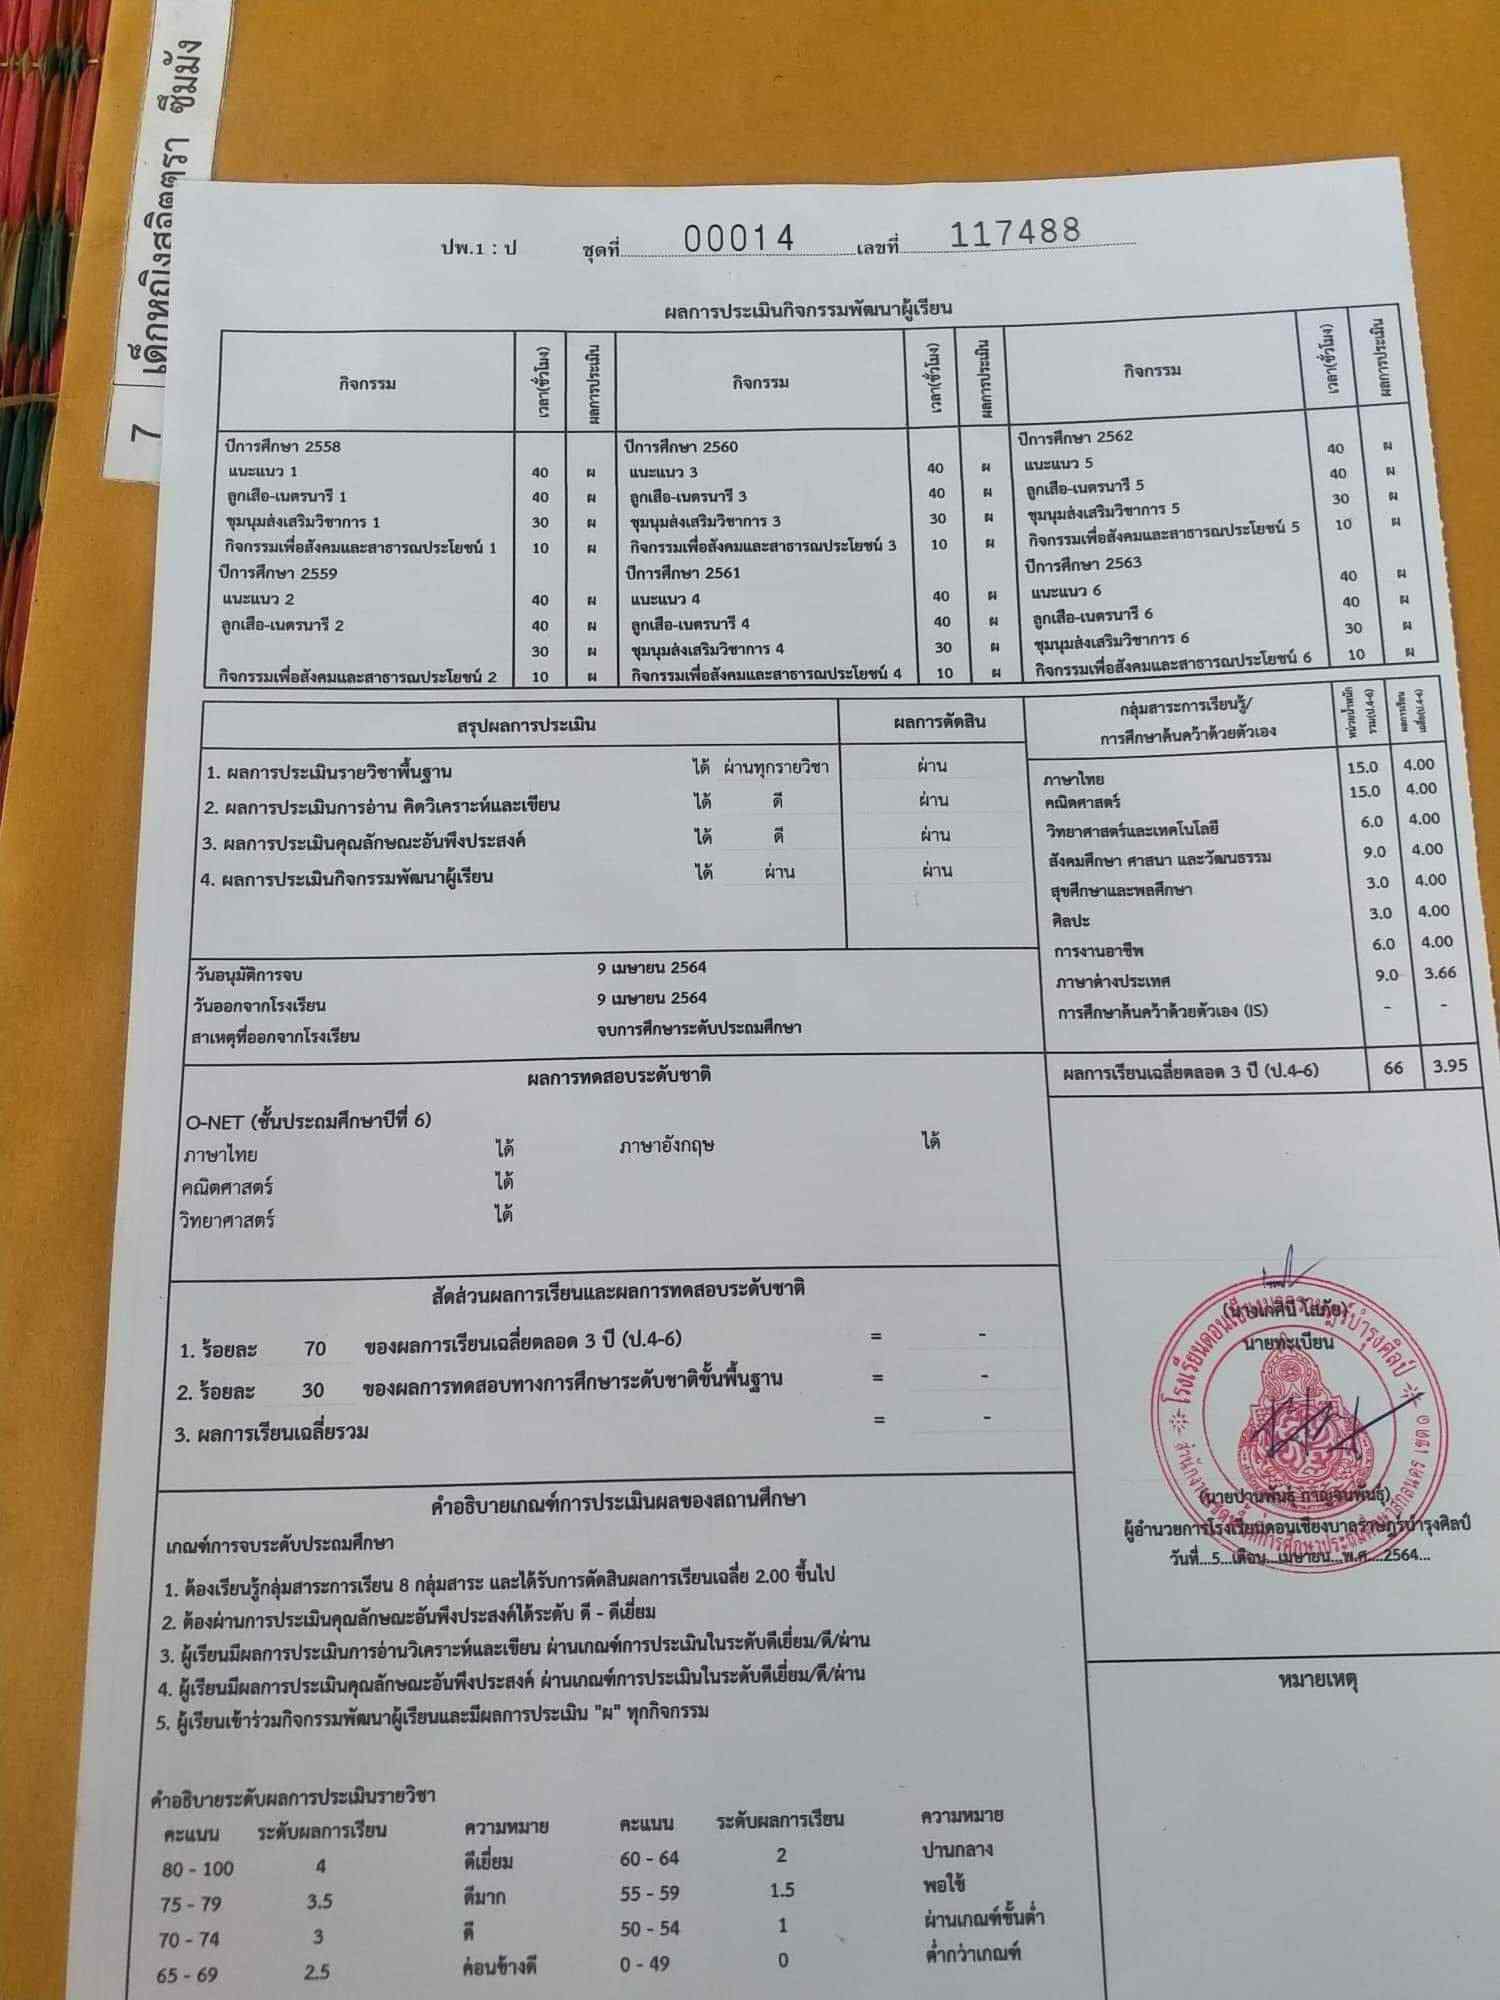 7 เด็กหญิงสลิตตรา ซึมมัง
ปพ.1 : ป ชุดที่ 00014 เลขที่ 117488
ผลการประเมินกิจกรรมพัฒนาผู้เรียน
กิจกรรม เวลา(ชั่วโมง) ผลการประเมิน กิจกรรม เวลา(ชั่วโมง) ผลการประเมิน กิจกรรม เวลา(ชั่วโมง) ผลการประเมิน
ปีการศึกษา 2558 ปีการศึกษา 2560 ปีการศึกษา 2562
แนะแนว 1 40 ผ แนะแนว 3 40 ผ แนะแนว 5 40 ผ
ลูกเสือ-เนตรนารี 1 40 ผ ลูกเสือ-เนตรนารี 3 40 ผ ลูกเสือ-เนตรนารี 5 40 ผ
ชุมนุมส่งเสริมวิชาการ 1 30 ผ ชุมนุมส่งเสริมวิชาการ 3 30 ผ ชุมนุมส่งเสริมวิชาการ 5 30 ผ
กิจกรรมเพื่อสังคมและสาธารณประโยชน์ 1 10 ผ กิจกรรมเพื่อสังคมและสาธารณประโยชน์ 3 10 ผ กิจกรรมเพื่อสังคมและสาธารณประโยชน์ 5 10 ผ
ปีการศึกษา 2559 ปีการศึกษา 2561 ปีการศึกษา 2563
แนะแนว 2 40 ผ แนะแนว 4 40 ผ แนะแนว 6 40 ผ
ลูกเสือ-เนตรนารี 2 40 ผ ลูกเสือ-เนตรนารี 4 40 ผ ลูกเสือ-เนตรนารี 6 40 ผ
30 ผ ชุมนุมส่งเสริมวิชาการ 4 30 ผ ชุมนุมส่งเสริมวิชาการ 6 30 ผ
กิจกรรมเพื่อสังคมและสาธารณประโยชน์ 2 10 ผ กิจกรรมเพื่อสังคมและสาธารณประโยชน์ 4 10 ผ กิจกรรมเพื่อสังคมและสาธารณประโยชน์ 6 10 ผ
สรุปผลการประเมิน ผลการตัดสิน
1. ผลการประเมินรายวิชาพื้นฐาน ได้ ผ่านทุกรายวิชา ผ่าน
2. ผลการประเมินการอ่าน คิดวิเคราะห์และเขียน ได้ ดี ผ่าน
3. ผลการประเมินคุณลักษณะอันพึงประสงค์ ได้ ดี ผ่าน
4. ผลการประเมินกิจกรรมพัฒนาผู้เรียน ได้ ผ่าน ผ่าน
วันอนุมัติการจบ 9 เมษายน 2564
วันออกจากโรงเรียน 9 เมษายน 2564
สาเหตุที่ออกจากโรงเรียน จบการศึกษาระดับประถมศึกษา
กลุ่มสาระการเรียนรู้/
การศึกษาค้นคว้าด้วยตัวเอง หน่วยน้ำหนัก รวม(ป.4-6) ผลการเรียน เฉลี่ย(ป.4-6)
ภาษาไทย 15.0 4.00
คณิตศาสตร์ 15.0 4.00
วิทยาศาสตร์และเทคโนโลยี 6.0 4.00
สังคมศึกษา ศาสนา และวัฒนธรรม 9.0 4.00
สุขศึกษาและพลศึกษา 3.0 4.00
ศิลปะ 3.0 4.00
การงานอาชีพ 6.0 4.00
ภาษาต่างประเทศ 9.0 3.66
การศึกษาค้นคว้าด้วยตัวเอง (IS) - -
ผลการเรียนเฉลี่ยตลอด 3 ปี (ป.4-6) 66 3.95
ผลการทดสอบระดับชาติ
O-NET (ชั้นประถมศึกษาปีที่ 6)
ภาษาไทย ได้ ภาษาอังกฤษ ได้
คณิตศาสตร์ ได้
วิทยาศาสตร์ ได้
สัดส่วนผลการเรียนและผลการทดสอบระดับชาติ
1. ร้อยละ 70 ของผลการเรียนเฉลี่ยตลอด 3 ปี (ป.4-6) = -
2. ร้อยละ 30 ของผลการทดสอบทางการศึกษาระดับชาติขั้นพื้นฐาน = -
3. ผลการเรียนเฉลี่ยรวม = -
(นางเกศินี โสภัย)
นายทะเบียน
(นายปานพันธุ์ กาญจนพันธุ์)
ผู้อำนวยการโรงเรียนดอนเชียงบาลราษฎร์บำรุงศิลป์
วันที่...5...เดือน...เมษายน...พ.ศ....2564...
คำอธิบายเกณฑ์การประเมินผลของสถานศึกษา
เกณฑ์การจบระดับประถมศึกษา
1. ต้องเรียนรู้กลุ่มสาระการเรียน 8 กลุ่มสาระ และได้รับการตัดสินผลการเรียนเฉลี่ย 2.00 ขึ้นไป
2. ต้องผ่านการประเมินคุณลักษณะอันพึงประสงค์ได้ระดับ ดี - ดีเยี่ยม
3. ผู้เรียนมีผลการประเมินการอ่านวิเคราะห์และเขียน ผ่านเกณฑ์การประเมินในระดับดีเยี่ยม/ดี/ผ่าน
4. ผู้เรียนมีผลการประเมินคุณลักษณะอันพึงประสงค์ ผ่านเกณฑ์การประเมินในระดับดีเยี่ยม/ดี/ผ่าน
5. ผู้เรียนเข้าร่วมกิจกรรมพัฒนาผู้เรียนและมีผลการประเมิน "ผ" ทุกกิจกรรม
หมายเหตุ
คำอธิบายระดับผลการประเมินรายวิชา
คะแนน ระดับผลการเรียน ความหมาย คะแนน ระดับผลการเรียน ความหมาย
80 - 100 4 ดีเยี่ยม 60 - 64 2 ปานกลาง
75 - 79 3.5 ดีมาก 55 - 59 1.5 พอใช้
70 - 74 3 ดี 50 - 54 1 ผ่านเกณฑ์ขั้นต่ำ
65 - 69 2.5 ค่อนข้างดี 0 - 49 0 ต่ำกว่าเกณฑ์